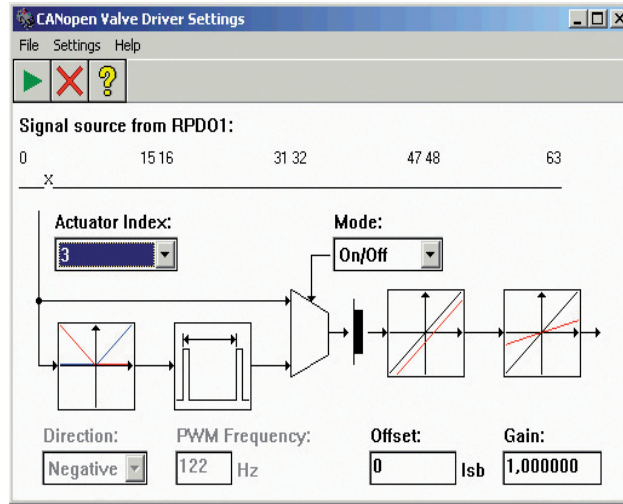 CANopen Valve Driver Settings
File Settings Help
Signal source from RPDO1:
0 15 16 31 32 47 48 63
X
Actuator Index: Mode:
3 On/Off
Direction: PWM Frequency: Offset: Gain:
Negative 122 Hz 0 lsb 1,000000